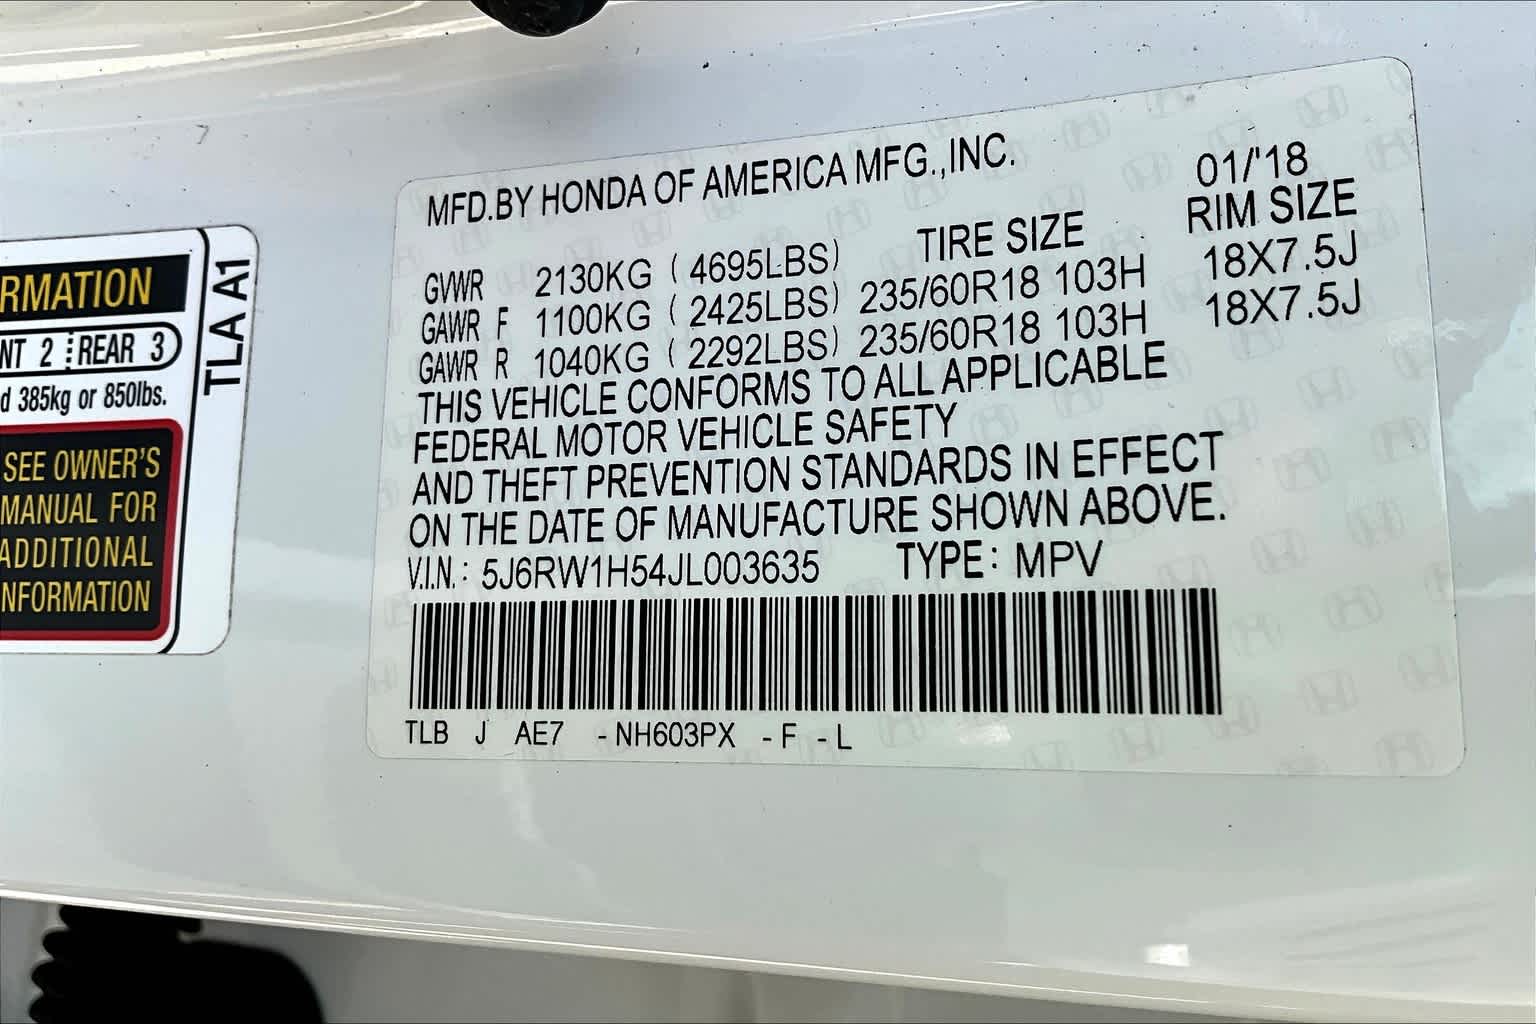 RMATION
NT 2 REAR 3
d 385kg or 850lbs.
SEE OWNER'S
MANUAL FOR
ADDITIONAL
NFORMATION
TLA A1
MFD.BY HONDA OF AMERICA MFG.,INC. 01/'18
TIRE SIZE RIM SIZE
GVWR 2130KG (4695LBS)
GAWR F 1100KG (2425LBS) 235/60R18 103H 18X7.5J
GAWR R 1040KG (2292LBS) 235/60R18 103H 18X7.5J
THIS VEHICLE CONFORMS TO ALL APPLICABLE
FEDERAL MOTOR VEHICLE SAFETY
AND THEFT PREVENTION STANDARDS IN EFFECT
ON THE DATE OF MANUFACTURE SHOWN ABOVE.
V.I.N.: 5J6RW1H54JL003635 TYPE: MPV
TLB J AE7 -NH603PX -F -L